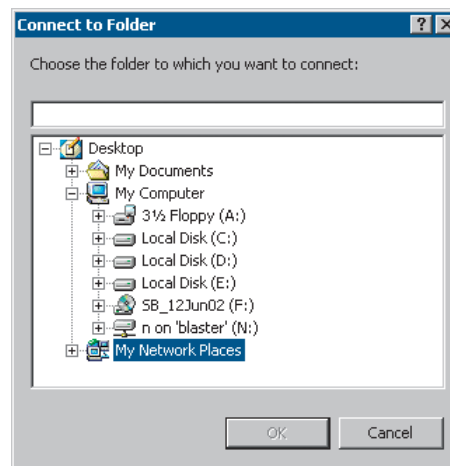 Connect to Folder
Choose the folder to which you want to connect:
Desktop
My Documents
My Computer
3½ Floppy (A:)
Local Disk (C:)
Local Disk (D:)
Local Disk (E:)
SB_12Jun02 (F:)
n on 'blaster' (N:)
My Network Places
OK
Cancel